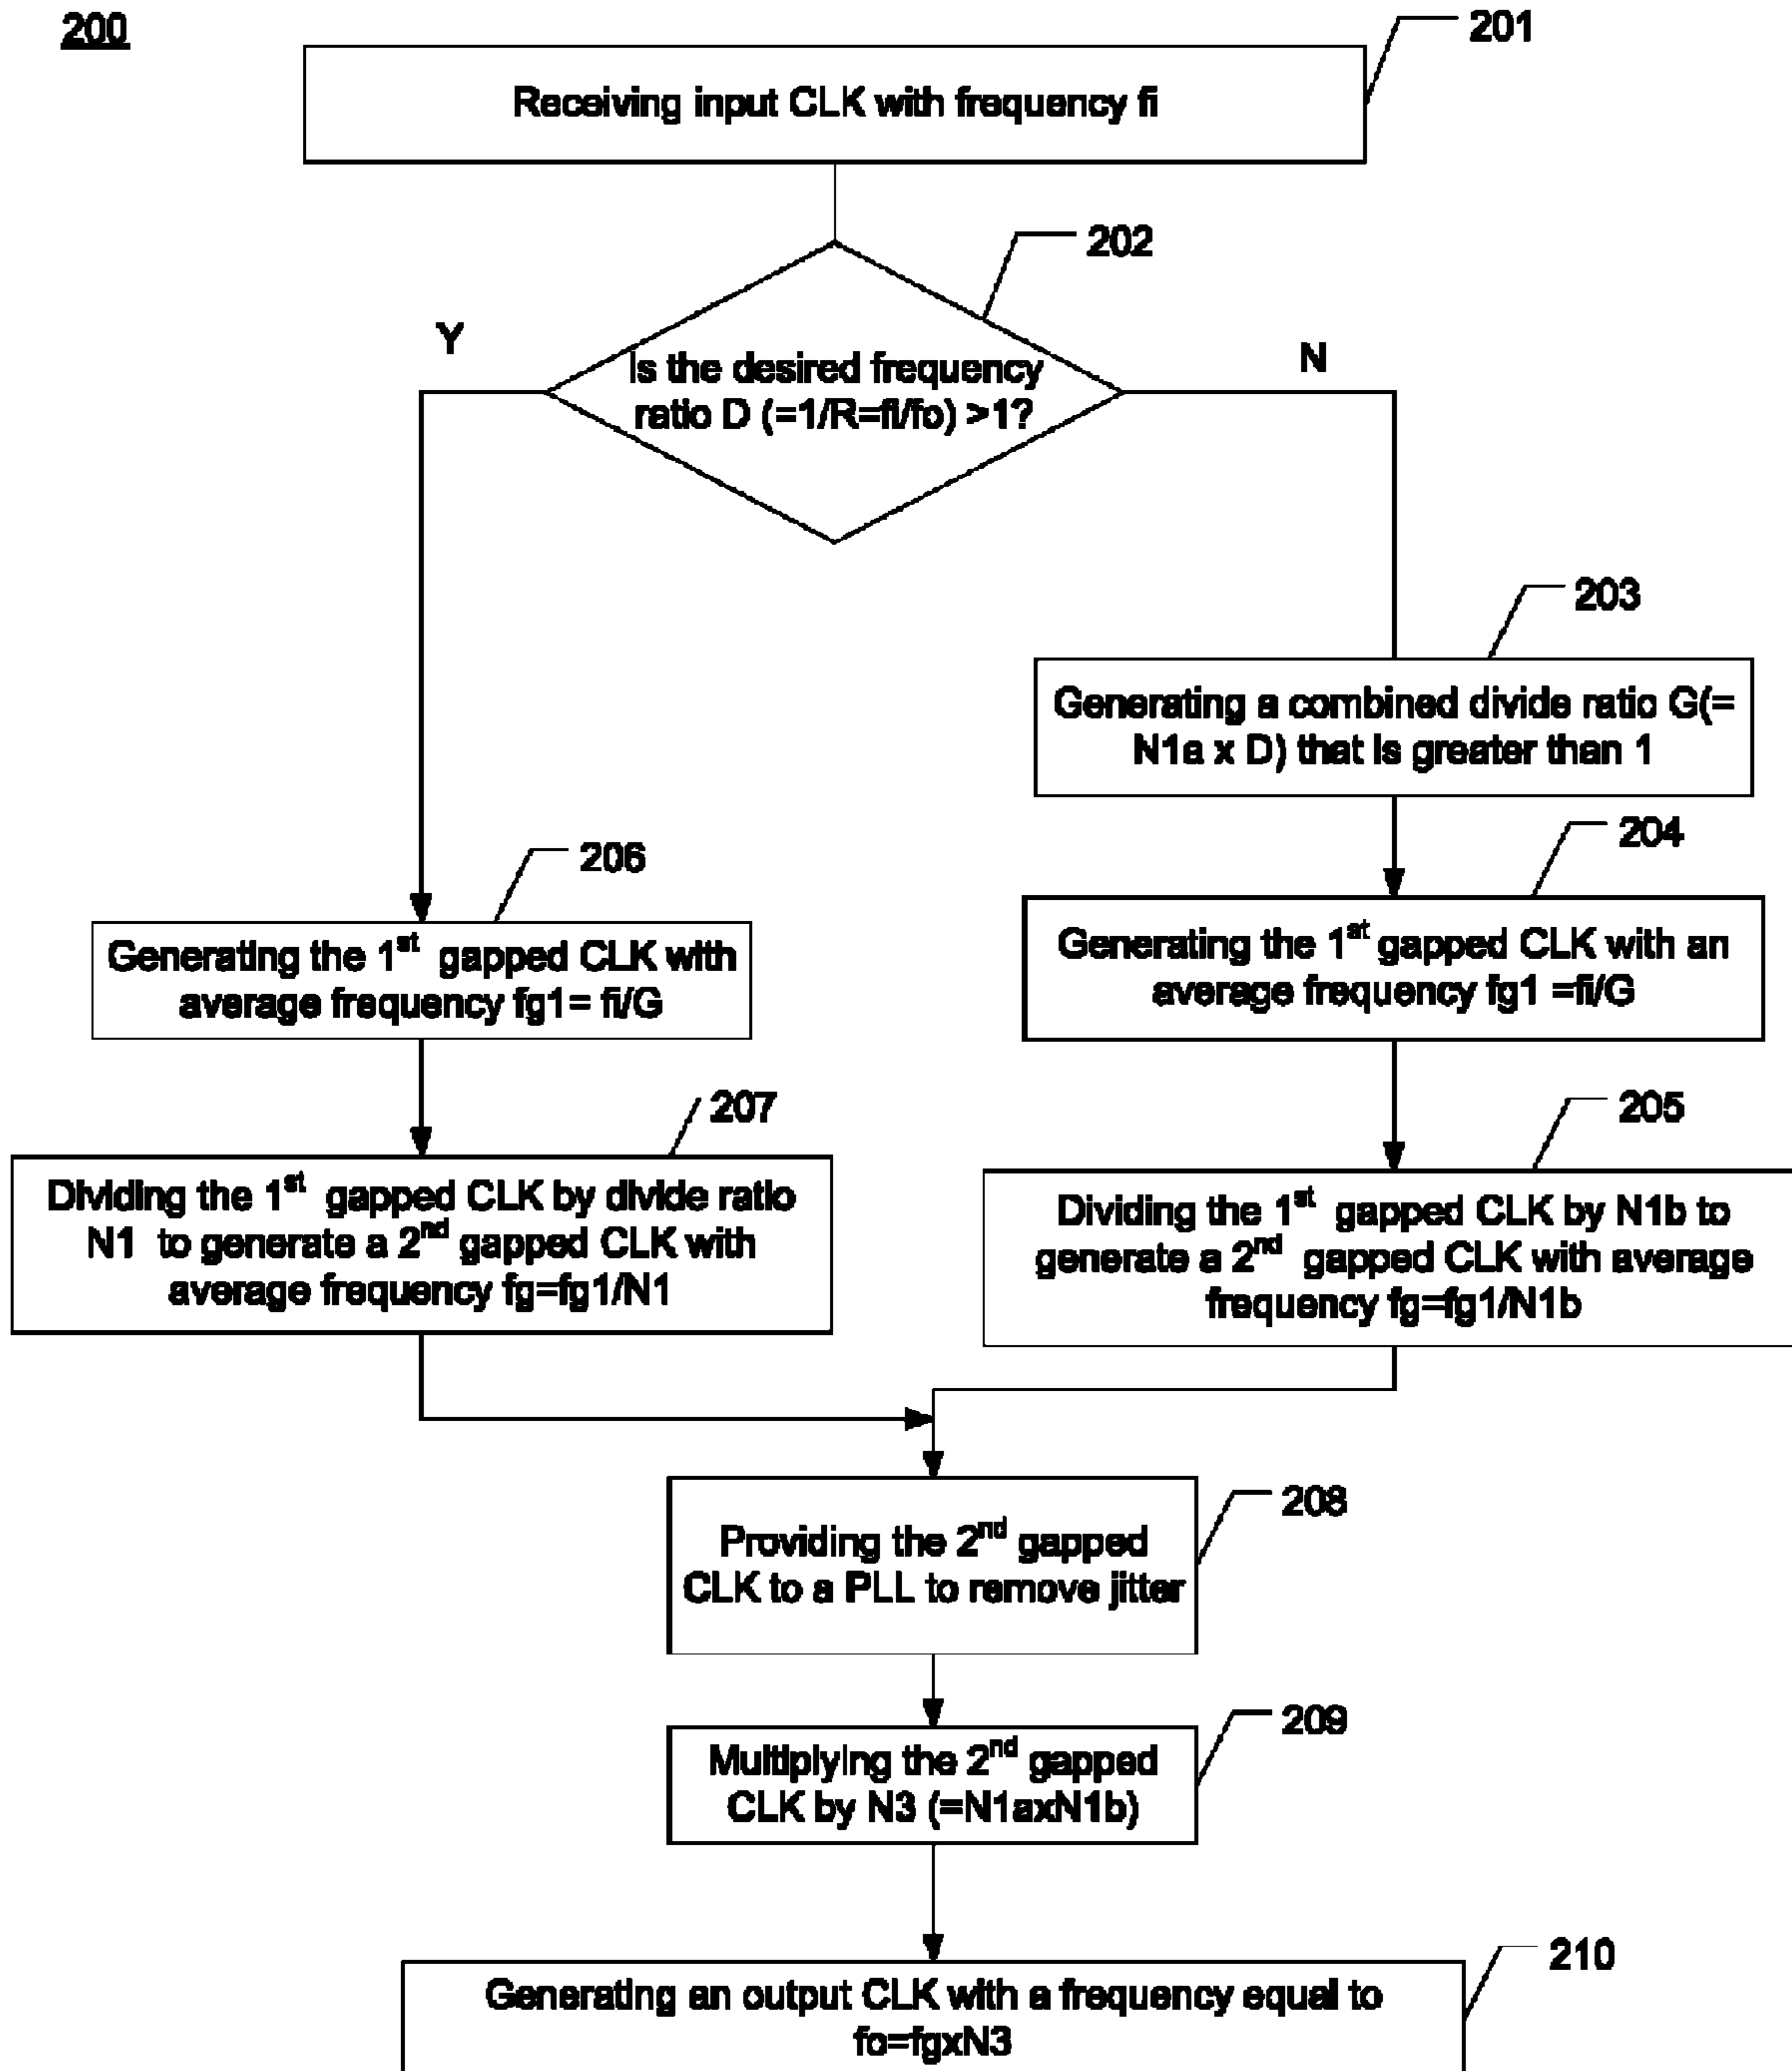 200
201
Receiving input CLK with frequency fi
202
Y
N
Is the desired frequency
ratio D (=1/R=fi/fo) >1?
203
Generating a combined divide ratio G(=
N1a x D) that is greater than 1
206
204
Generating the 1st gapped CLK with
average frequency fg1= fi/G
Generating the 1st gapped CLK with an
average frequency fg1 =fi/G
207
205
Dividing the 1st gapped CLK by divide ratio
N1 to generate a 2nd gapped CLK with
average frequency fg=fg1/N1
Dividing the 1st gapped CLK by N1b to
generate a 2nd gapped CLK with average
frequency fg=fg1/N1b
208
Providing the 2nd gapped
CLK to a PLL to remove jitter
209
Multiplying the 2nd gapped
CLK by N3 (=N1axN1b)
210
Generating an output CLK with a frequency equal to
fo=fgxN3